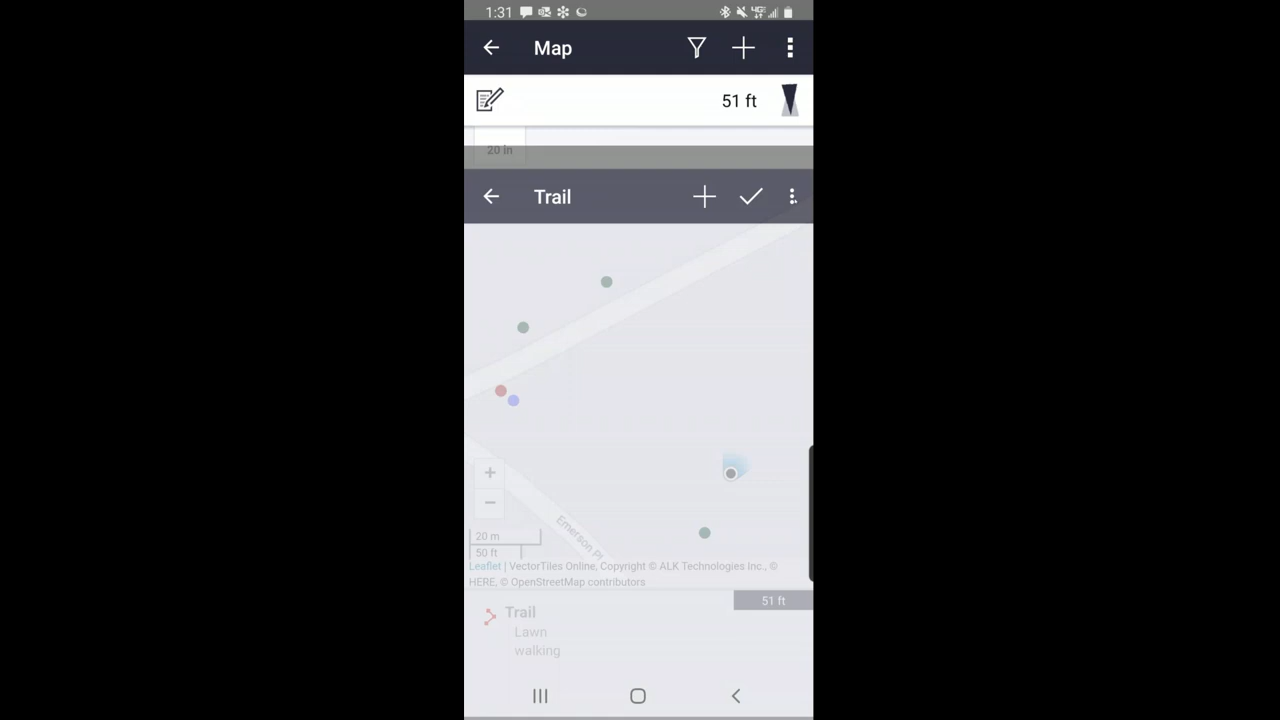 1:31
Map
51 ft
20 in
Trail
Emerson Pl
20 m
50 ft
Leaflet | VectorTiles Online, Copyright © ALK Technologies Inc., ©
HERE, © OpenStreetMap contributors
51 ft
Trail
Lawn
walking